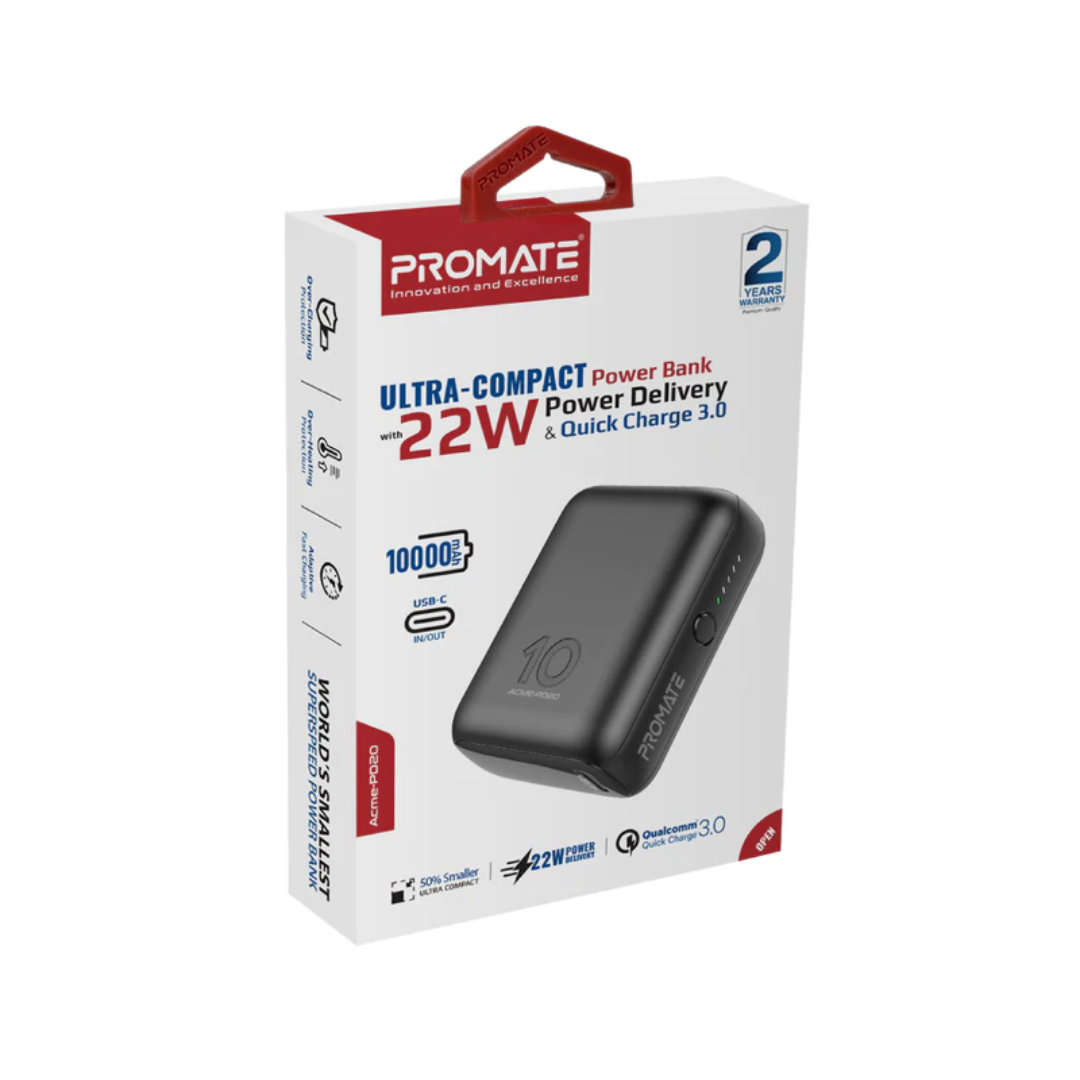 PROMATE
PROMATE®
Innovation and Excellence
2
YEARS
WARRANTY
Premium Quality
ULTRA-COMPACT Power Bank
with 22W Power Delivery
& Quick Charge 3.0
10000mAh
USB-C
IN/OUT
10
ACME-PD20
PROMATE
Acme-PD20
50% Smaller
ULTRA COMPACT
22W POWER
DELIVERY
Qualcomm®
Quick Charge 3.0
OPEN
Over-Charging
Protection
Over-Heating
Protection
Adaptive
Fast Charging
WORLD'S SMALLEST
SUPERSPEED POWER BANK